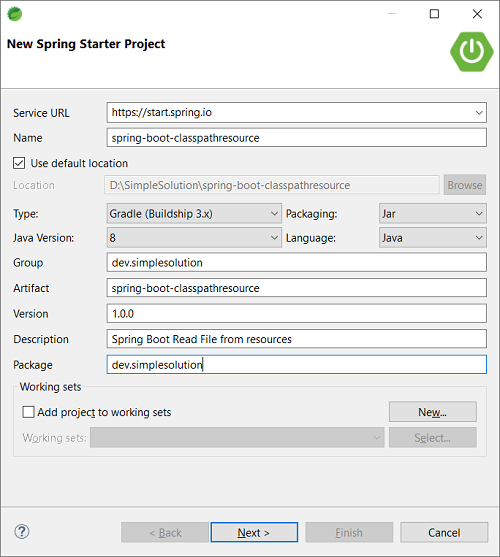 New Spring Starter Project
Service URL https://start.spring.io
Name spring-boot-classpathresource
Use default location
Location D:\SimpleSolution\spring-boot-classpathresource Browse
Type: Gradle (Buildship 3.x) Packaging: Jar
Java Version: 8 Language: Java
Group dev.simplesolution
Artifact spring-boot-classpathresource
Version 1.0.0
Description Spring Boot Read File from resources
Package dev.simplesolution
Working sets
Add project to working sets New...
Working sets: Select...
? < Back Next > Finish Cancel